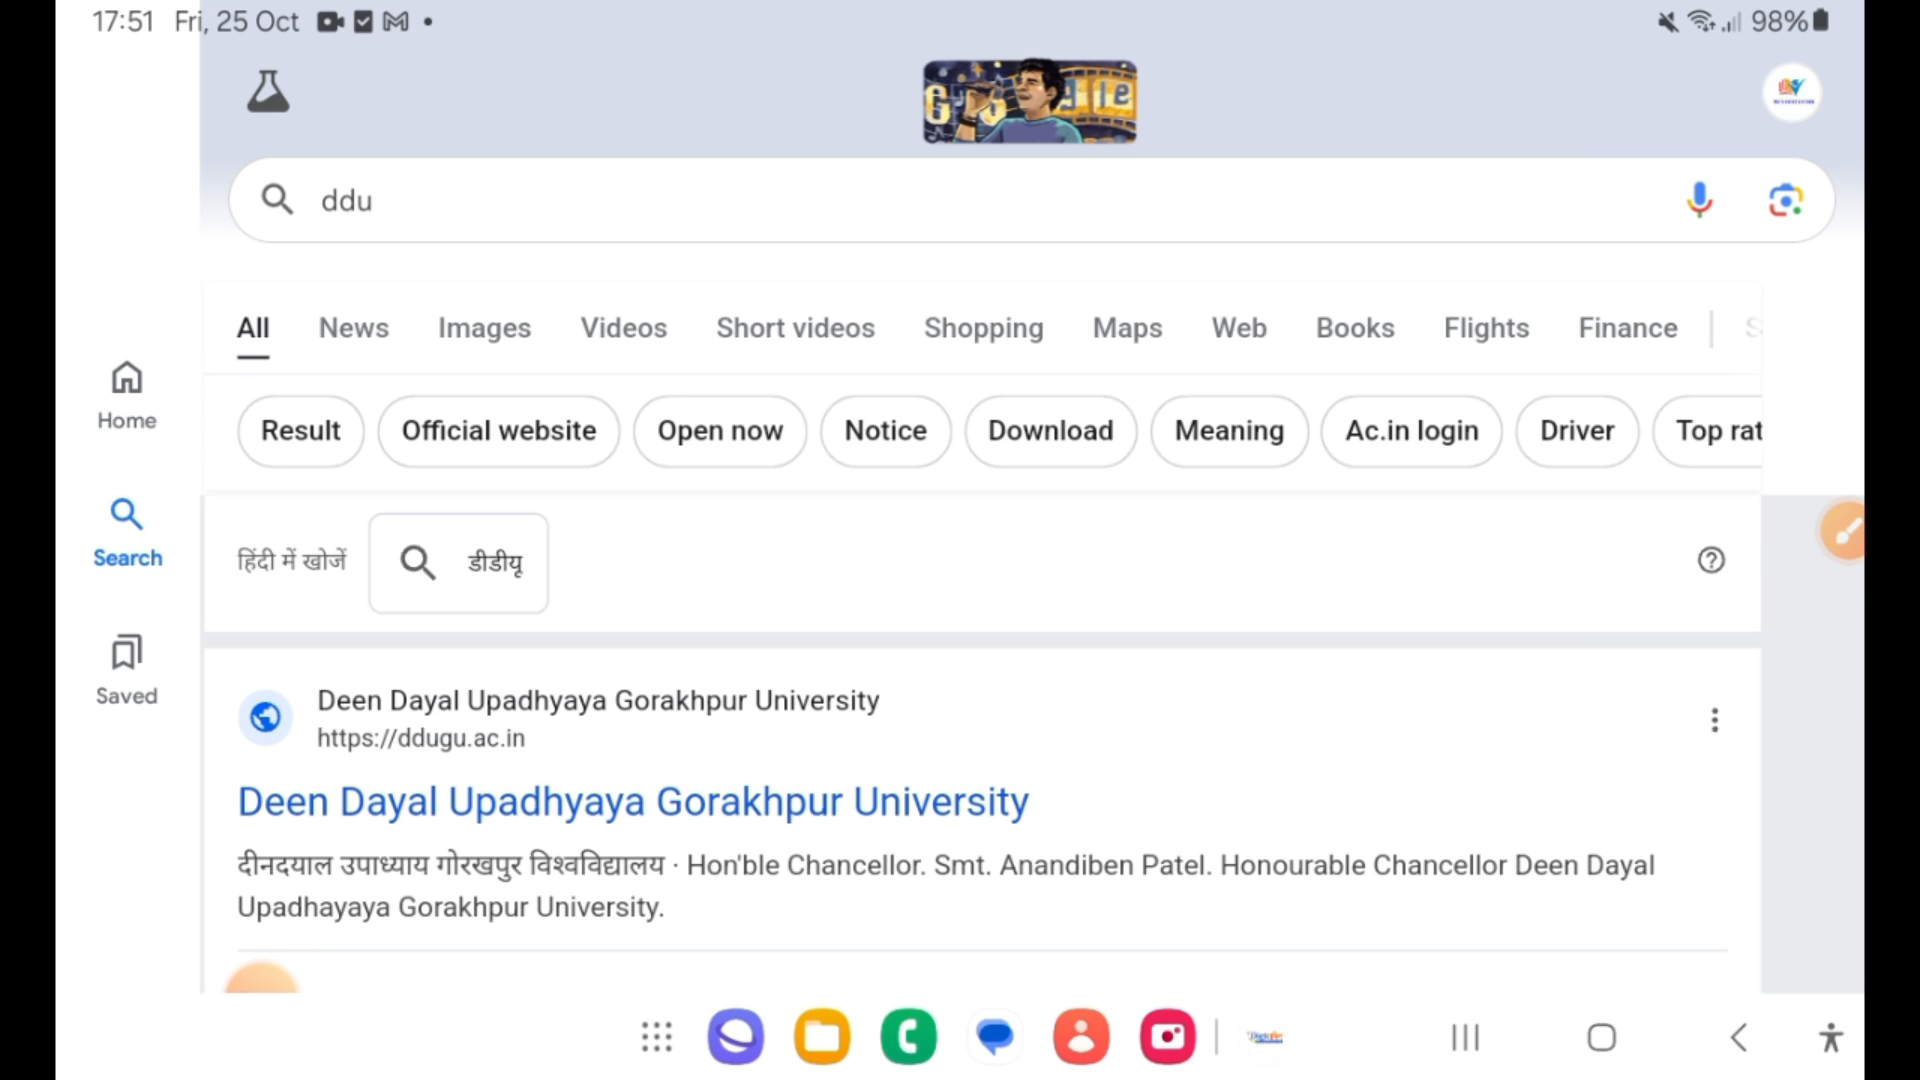 17:51 Fri, 25 Oct
98%
ddu
All News Images Videos Short videos Shopping Maps Web Books Flights Finance
Result Official website Open now Notice Download Meaning Ac.in login Driver Top rat
Home
हिंदी में खोजें डीडीयू
Search
Saved
Deen Dayal Upadhyaya Gorakhpur University
https://ddugu.ac.in
Deen Dayal Upadhyaya Gorakhpur University
दीनदयाल उपाध्याय गोरखपुर विश्वविद्यालय · Hon'ble Chancellor. Smt. Anandiben Patel. Honourable Chancellor Deen Dayal
Upadhayaya Gorakhpur University.